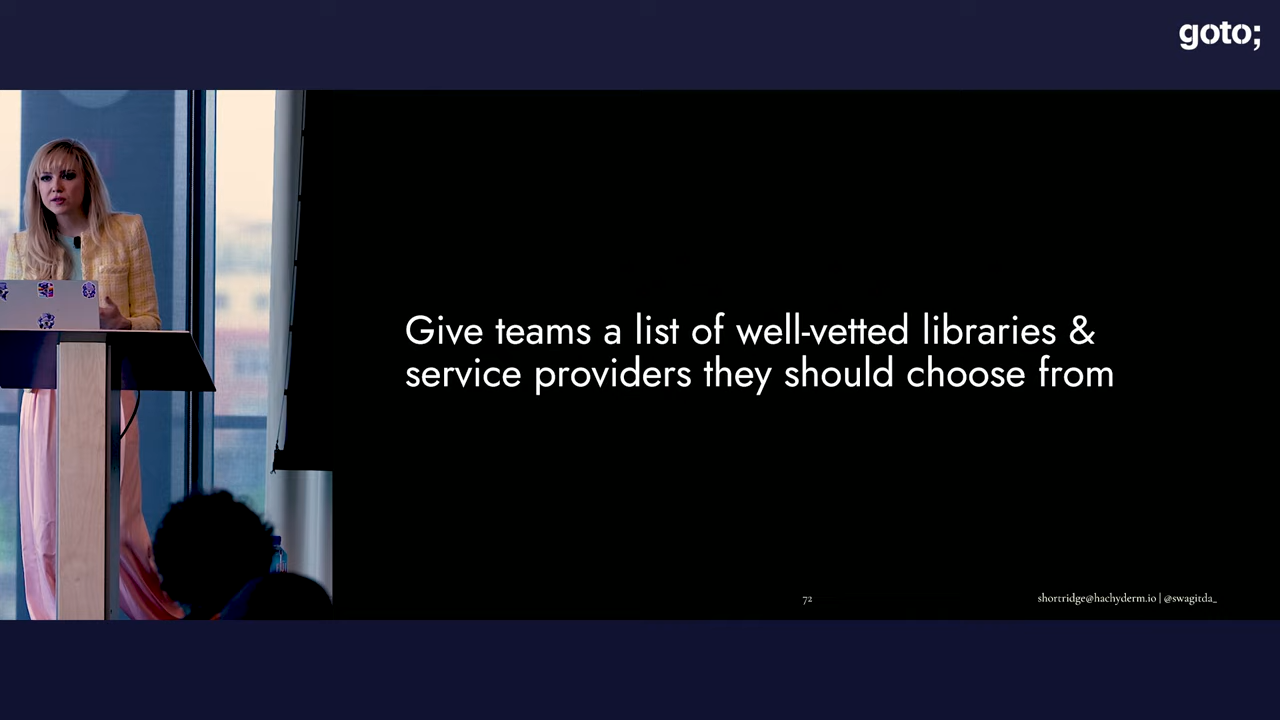 goto;
Give teams a list of well-vetted libraries &
service providers they should choose from
72
shortridge@hachyderm.io | @swagitda_